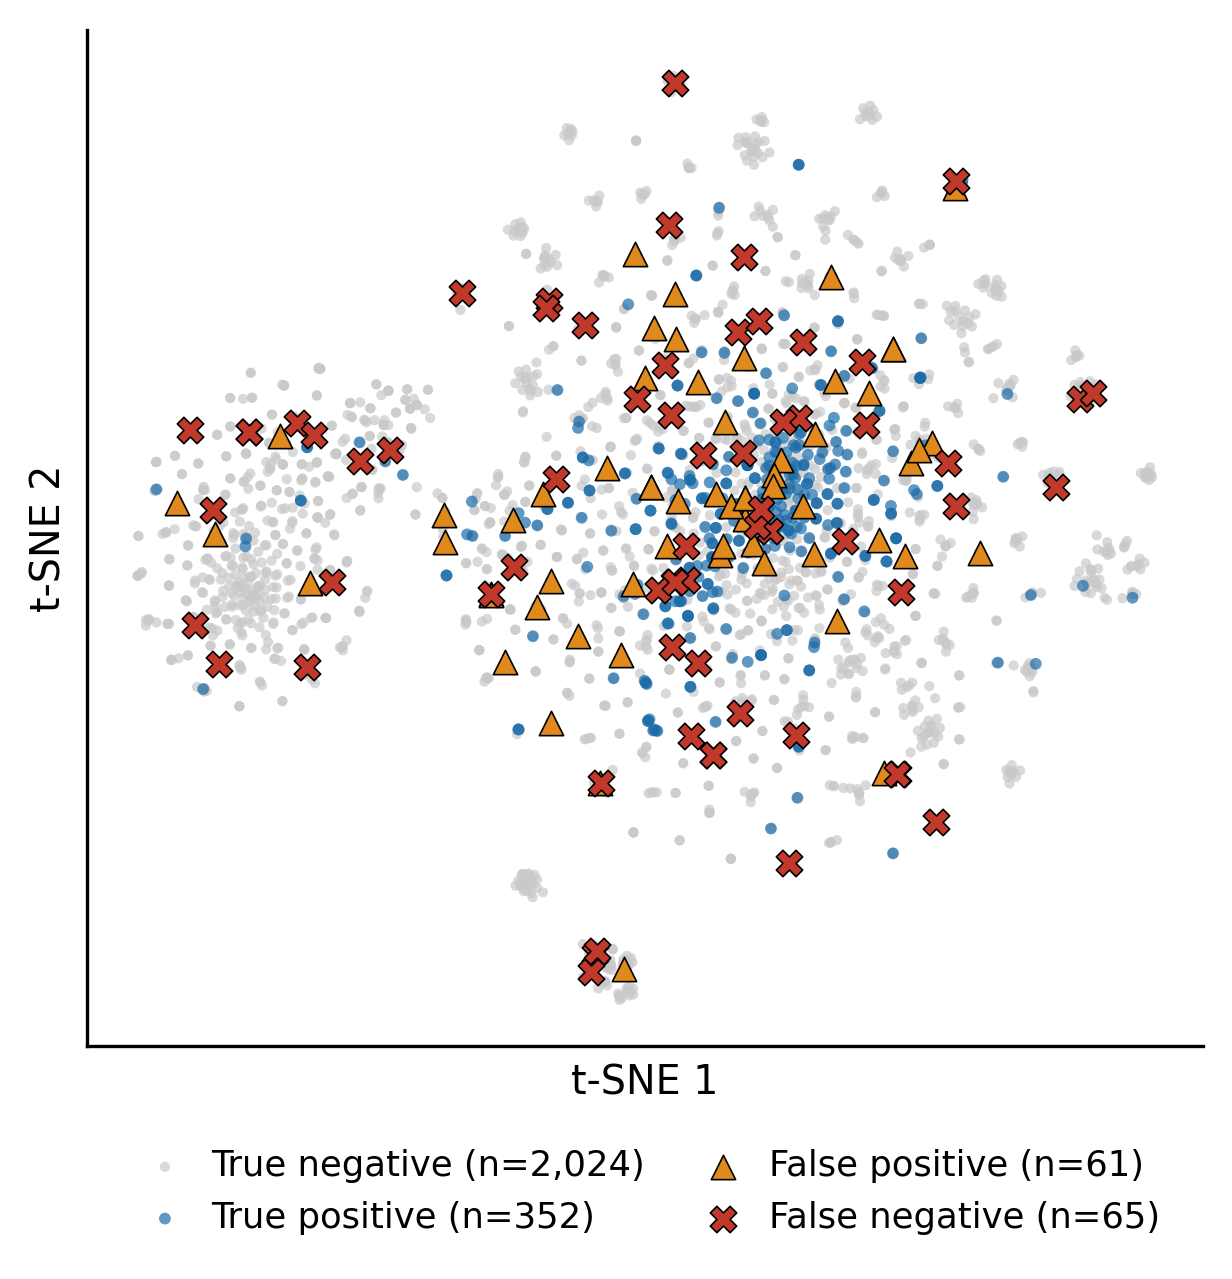 t-SNE 2
t-SNE 1
True negative (n=2,024)
True positive (n=352)
False positive (n=61)
False negative (n=65)